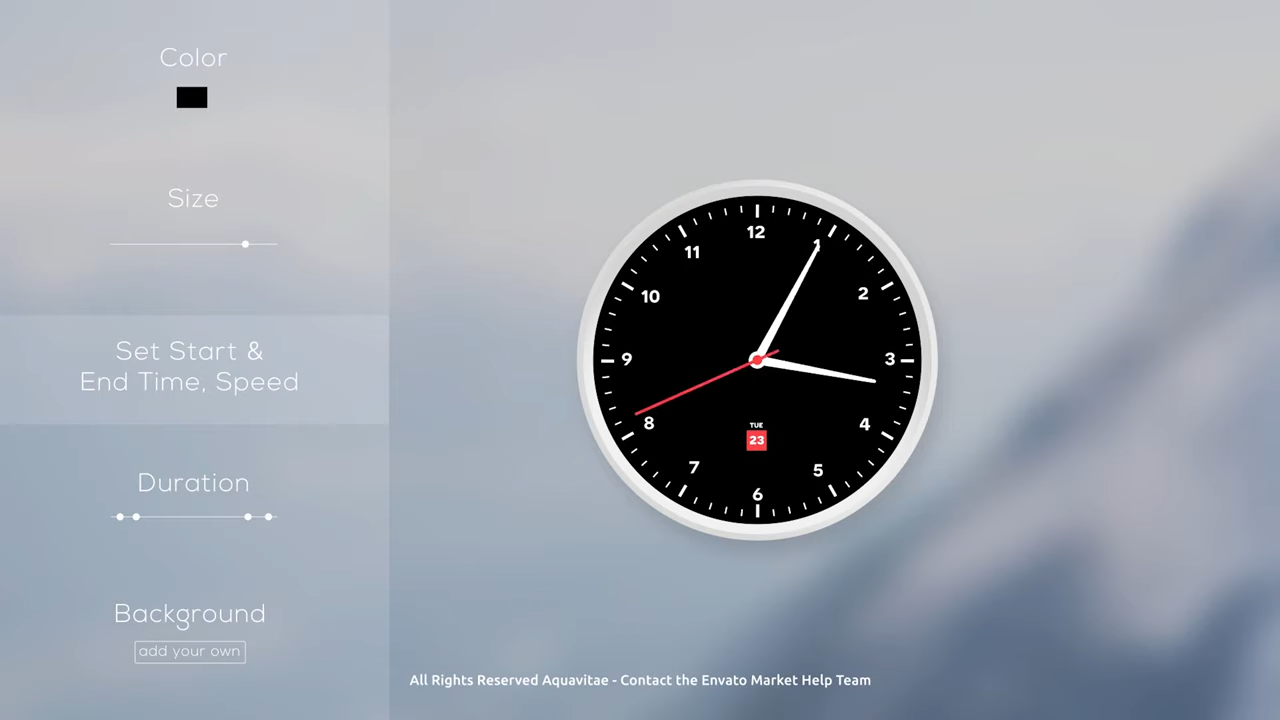 Color
Size
Set Start &
End Time, Speed
Duration
Background
add your own
12
11
1
10
2
9
3
8
4
7
5
6
TUE
23
All Rights Reserved Aquavitae - Contact the Envato Market Help Team